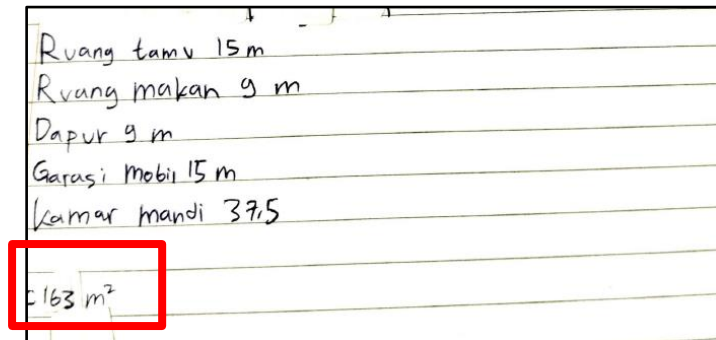 Ruang tamu 15 m
Ruang makan 9 m
Dapur 9 m
Garasi mobil 15 m
Kamar mandi 37,5
= 163 m²